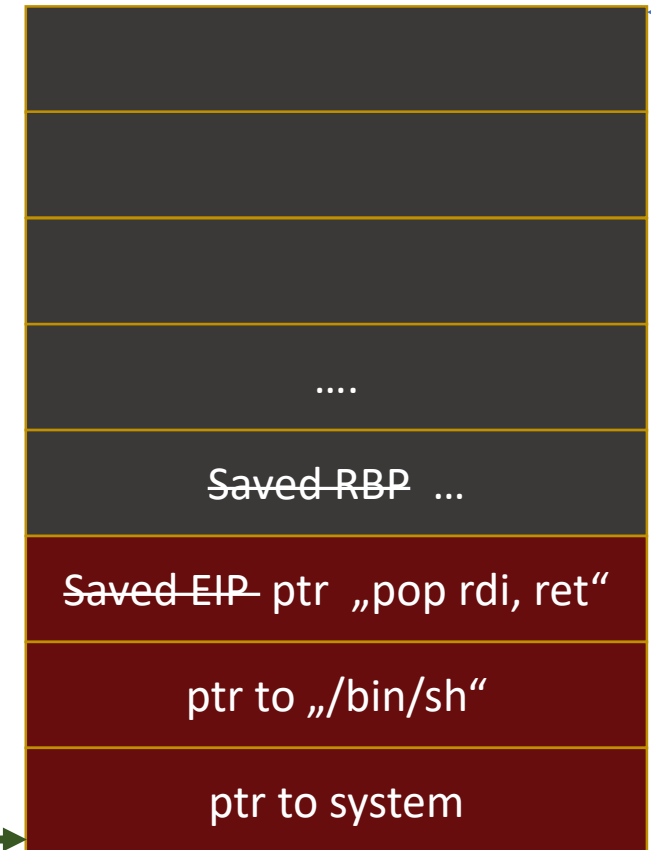 ....
Saved RBP ...
Saved EIP ptr „pop rdi, ret“
ptr to „/bin/sh“
ptr to system